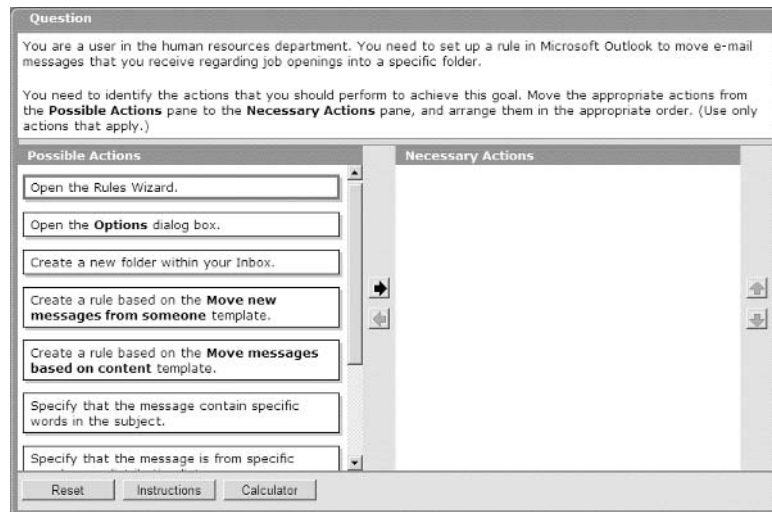 Question
You are a user in the human resources department. You need to set up a rule in Microsoft Outlook to move e-mail
messages that you receive regarding job openings into a specific folder.
You need to identify the actions that you should perform to achieve this goal. Move the appropriate actions from
the Possible Actions pane to the Necessary Actions pane, and arrange them in the appropriate order. (Use only
actions that apply.)
Possible Actions
Necessary Actions
Open the Rules Wizard.
Open the Options dialog box.
Create a new folder within your Inbox.
Create a rule based on the Move new
messages from someone template.
Create a rule based on the Move messages
based on content template.
Specify that the message contain specific
words in the subject.
Specify that the message is from specific
Reset
Instructions
Calculator